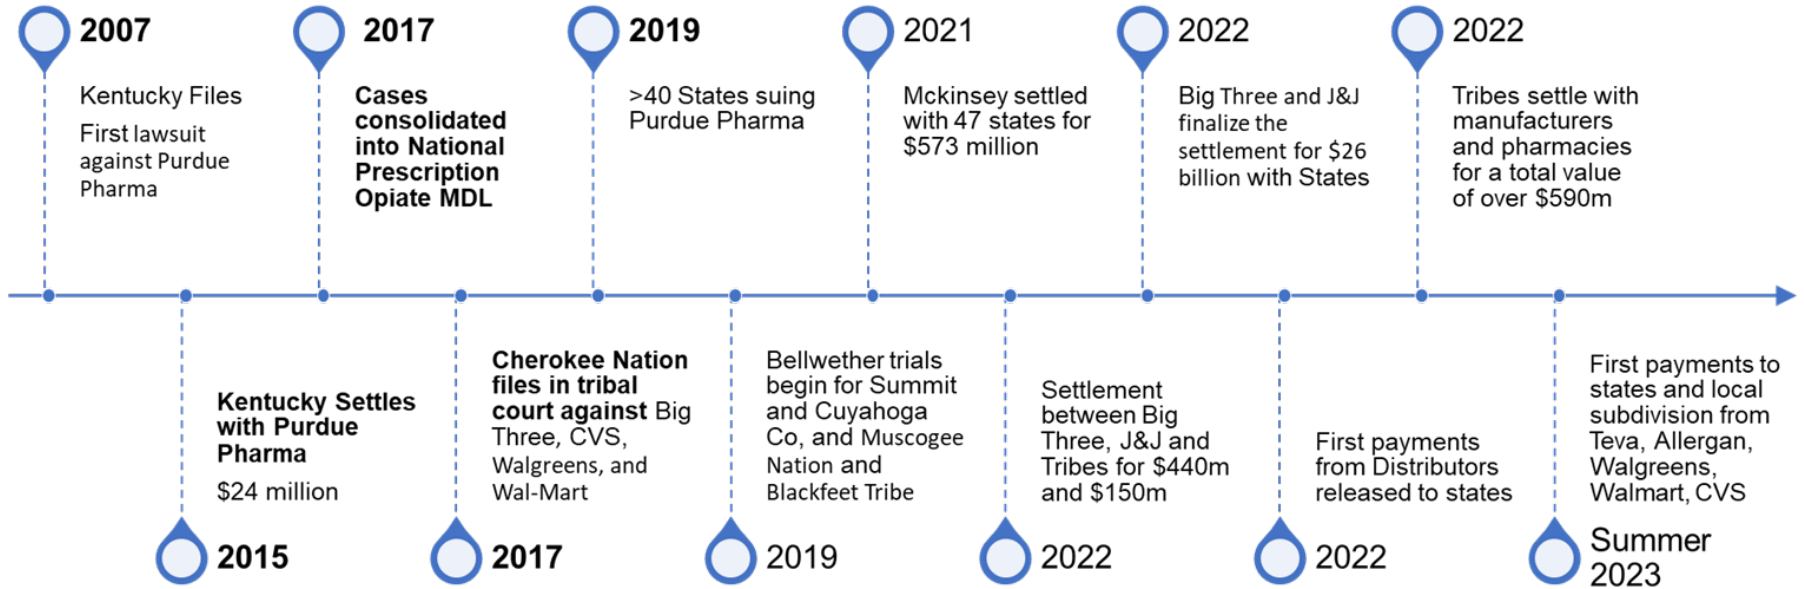 2007
Kentucky Files
First lawsuit
against Purdue
Pharma
2017
Cases
consolidated
into National
Prescription
Opiate MDL
2019
>40 States suing
Purdue Pharma
2021
Mckinsey settled
with 47 states for
$573 million
2022
Big Three and J&J
finalize the
settlement for $26
billion with States
2022
Tribes settle with
manufacturers
and pharmacies
for a total value
of over $590m
Kentucky Settles
with Purdue
Pharma
$24 million
2015
Cherokee Nation
files in tribal
court against Big
Three, CVS,
Walgreens, and
Wal-Mart
2017
Bellwether trials
begin for Summit
and Cuyahoga
Co, and Muscogee
Nation and
Blackfeet Tribe
2019
Settlement
between Big
Three, J&J and
Tribes for $440m
and $150m
2022
First payments
from Distributors
released to states
2022
First payments to
states and local
subdivision from
Teva, Allergan,
Walgreens,
Walmart, CVS
Summer
2023